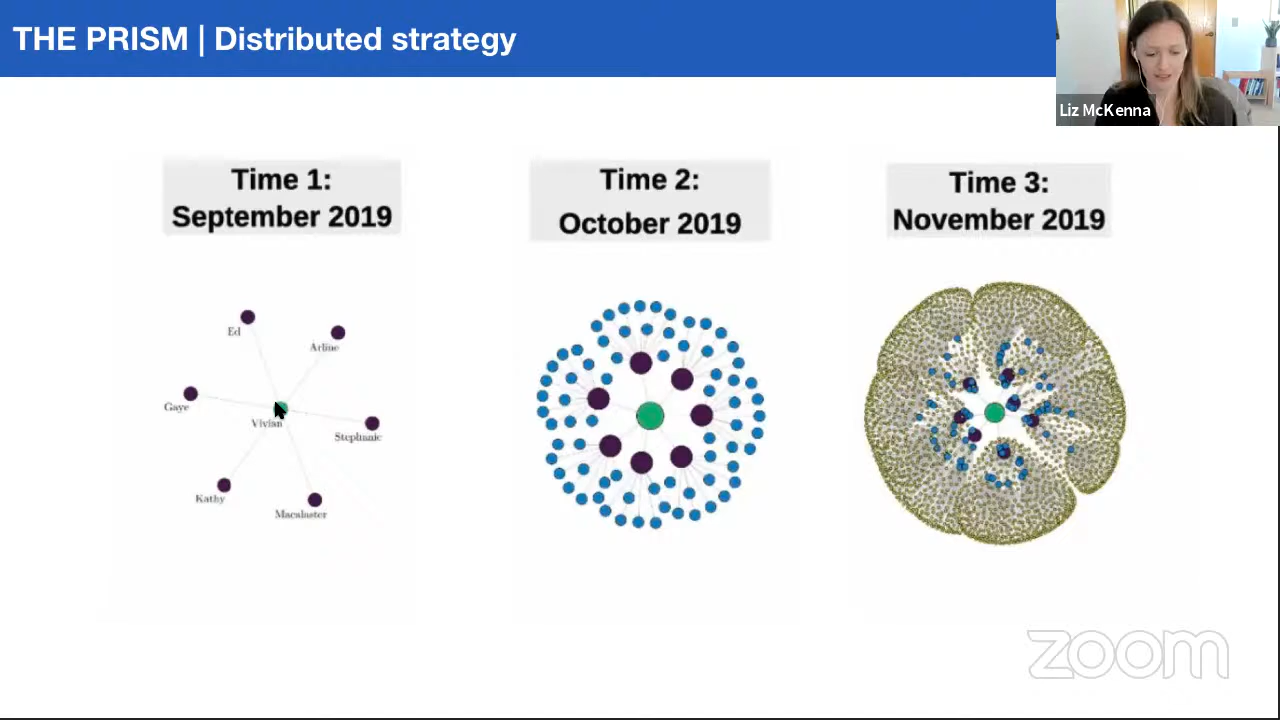 THE PRISM | Distributed strategy
Liz McKenna
Time 1:
September 2019
Time 2:
October 2019
Time 3:
November 2019
Ed
Arline
Gaye
Vivian
Stephanie
Kathy
Macalaster
zoom